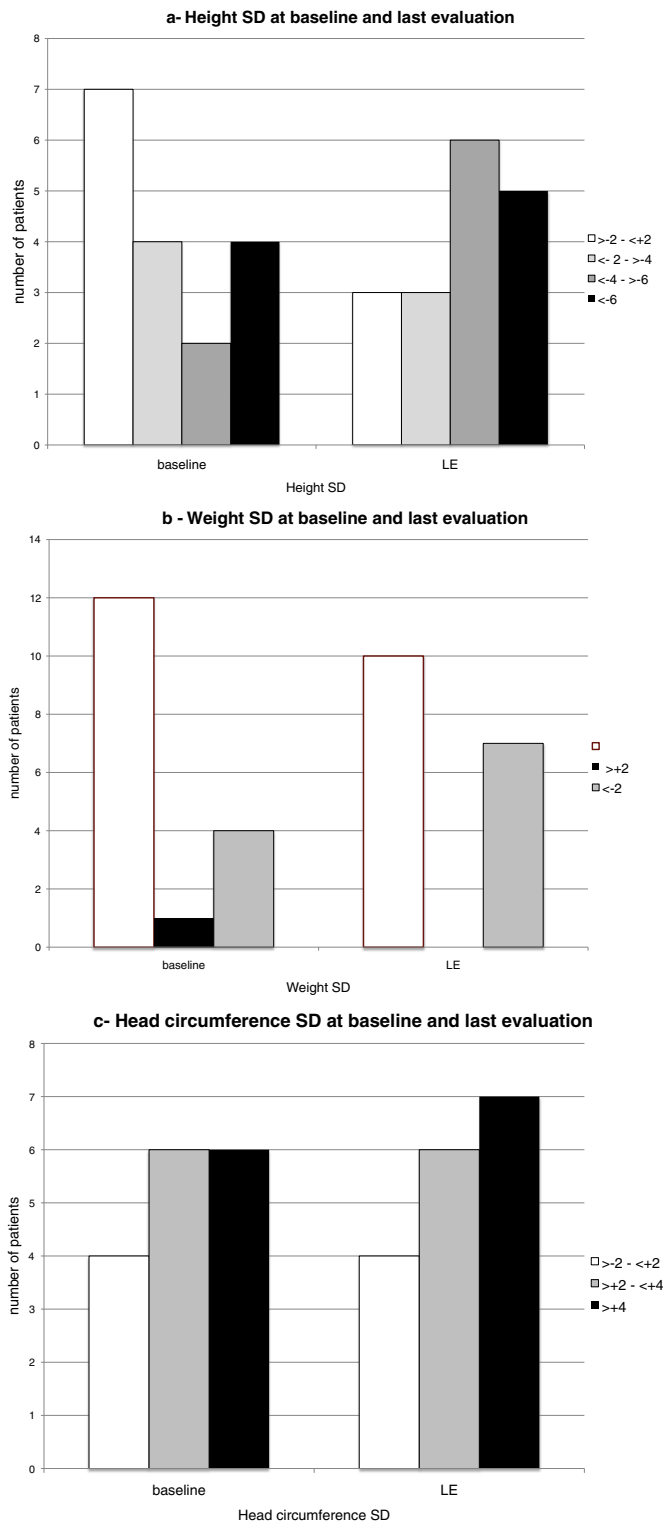 a- Height SD at baseline and last evaluation
8
7
6
5
4
3
2
1
0
number of patients
baseline
LE
Height SD
>-2 - <+2
<- 2 - >-4
<-4 - >-6
<-6
b - Weight SD at baseline and last evaluation
14
12
10
8
6
4
2
0
number of patients
baseline
LE
Weight SD
>+2
<-2
c- Head circumference SD at baseline and last evaluation
8
7
6
5
4
3
2
1
0
number of patients
baseline
LE
Head circumference SD
>-2 - <+2
>+2 - <+4
>+4